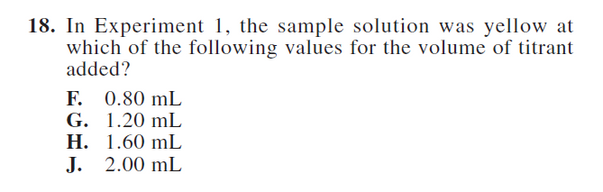 18. In Experiment 1, the sample solution was yellow at
which of the following values for the volume of titrant
added?
F. 0.80 mL
G. 1.20 mL
H. 1.60 mL
J. 2.00 mL